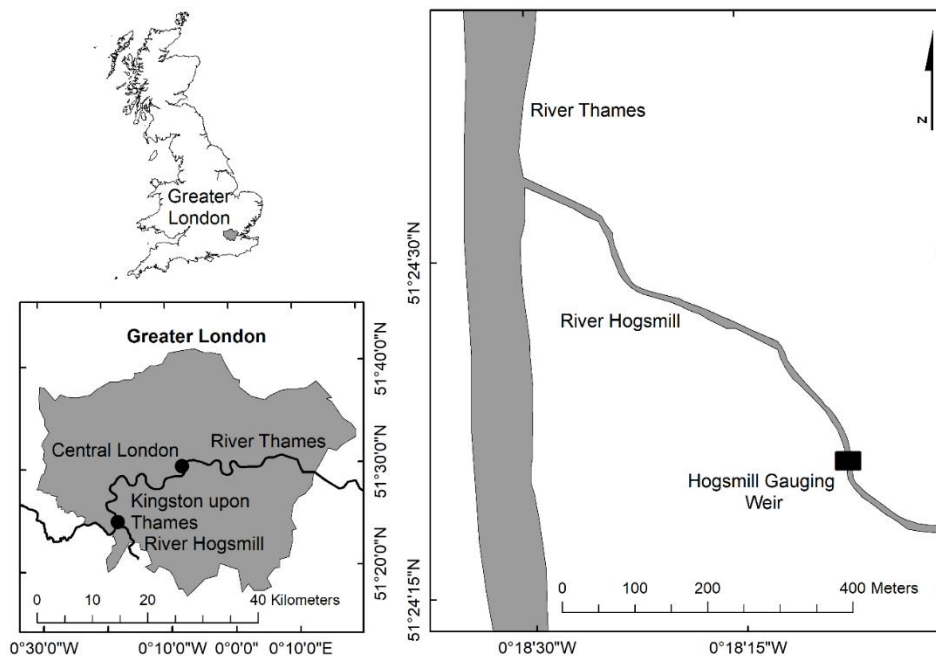 Greater
London
Greater London
Central London
River Thames
Kingston upon
Thames
River Hogsmill
0 10 20 40 Kilometers
0°30'0"W 0°10'0"W 0°0'0" 0°10'0"E
51°40'0"N
51°30'0"N
51°20'0"N
River Thames
N
51°24'30"N
River Hogsmill
Hogsmill Gauging
Weir
51°24'15"N
0 100 200 400 Meters
0°18'30"W 0°18'15"W